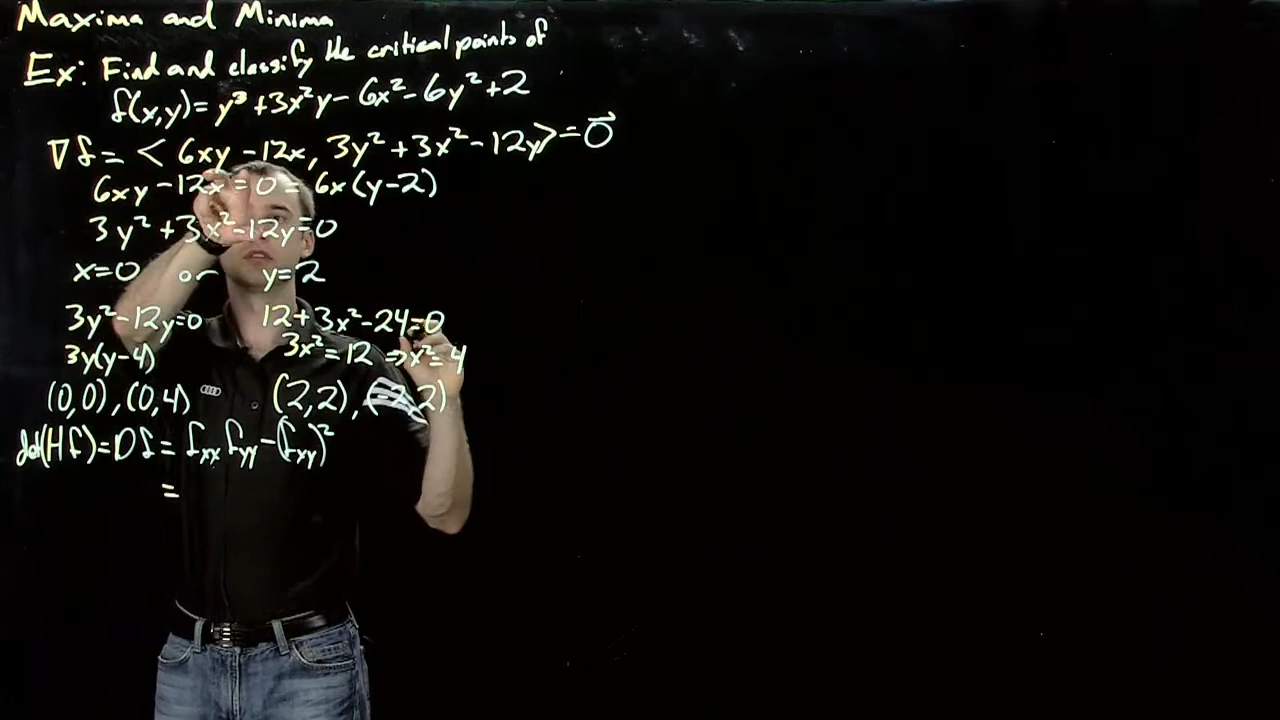 Maxima and Minima
Ex: Find and classify the critical points of
f(x,y)= y³+3x²y-6x²-6y²+2
∇f= < 6xy-12x, 3y²+3x²-12y>=0⃗
6xy-12x=0= 6x(y-2)
3y²+3x²-12y=0
x=0 or y=2
3y²-12y=0 12+3x²-24=0
3y(y-4) 3x²=12 ⇒x²=4
(0,0),(0,4) (2,2),(-2,2)
det(Hf)=Df= fxx fyy-(fxy)²
=